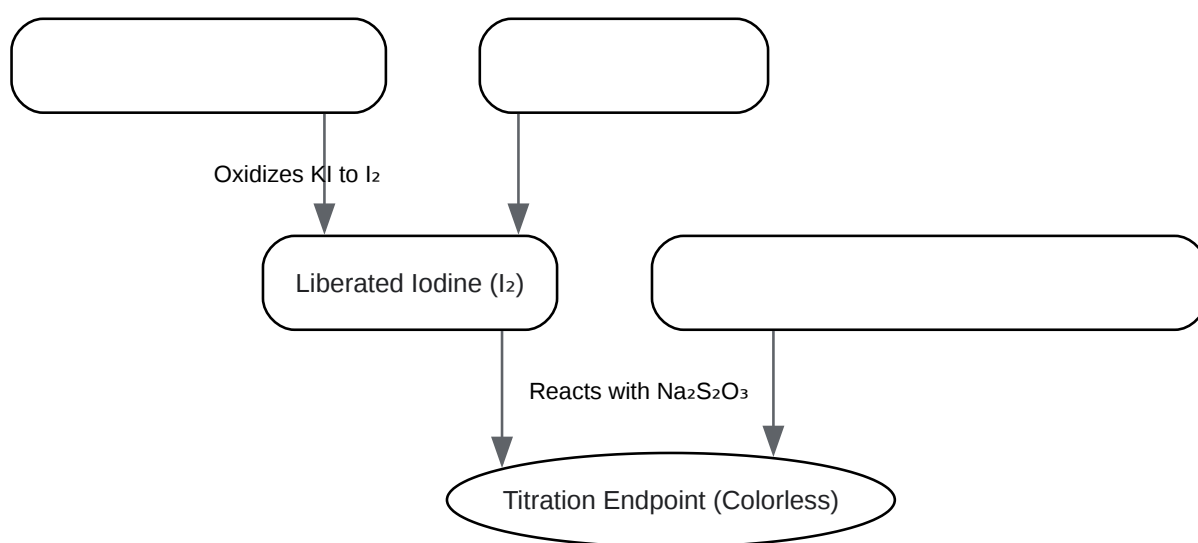 Oxidizes KI to I₂
Liberated Iodine (I₂)
Reacts with Na₂S₂O₃
Titration Endpoint (Colorless)